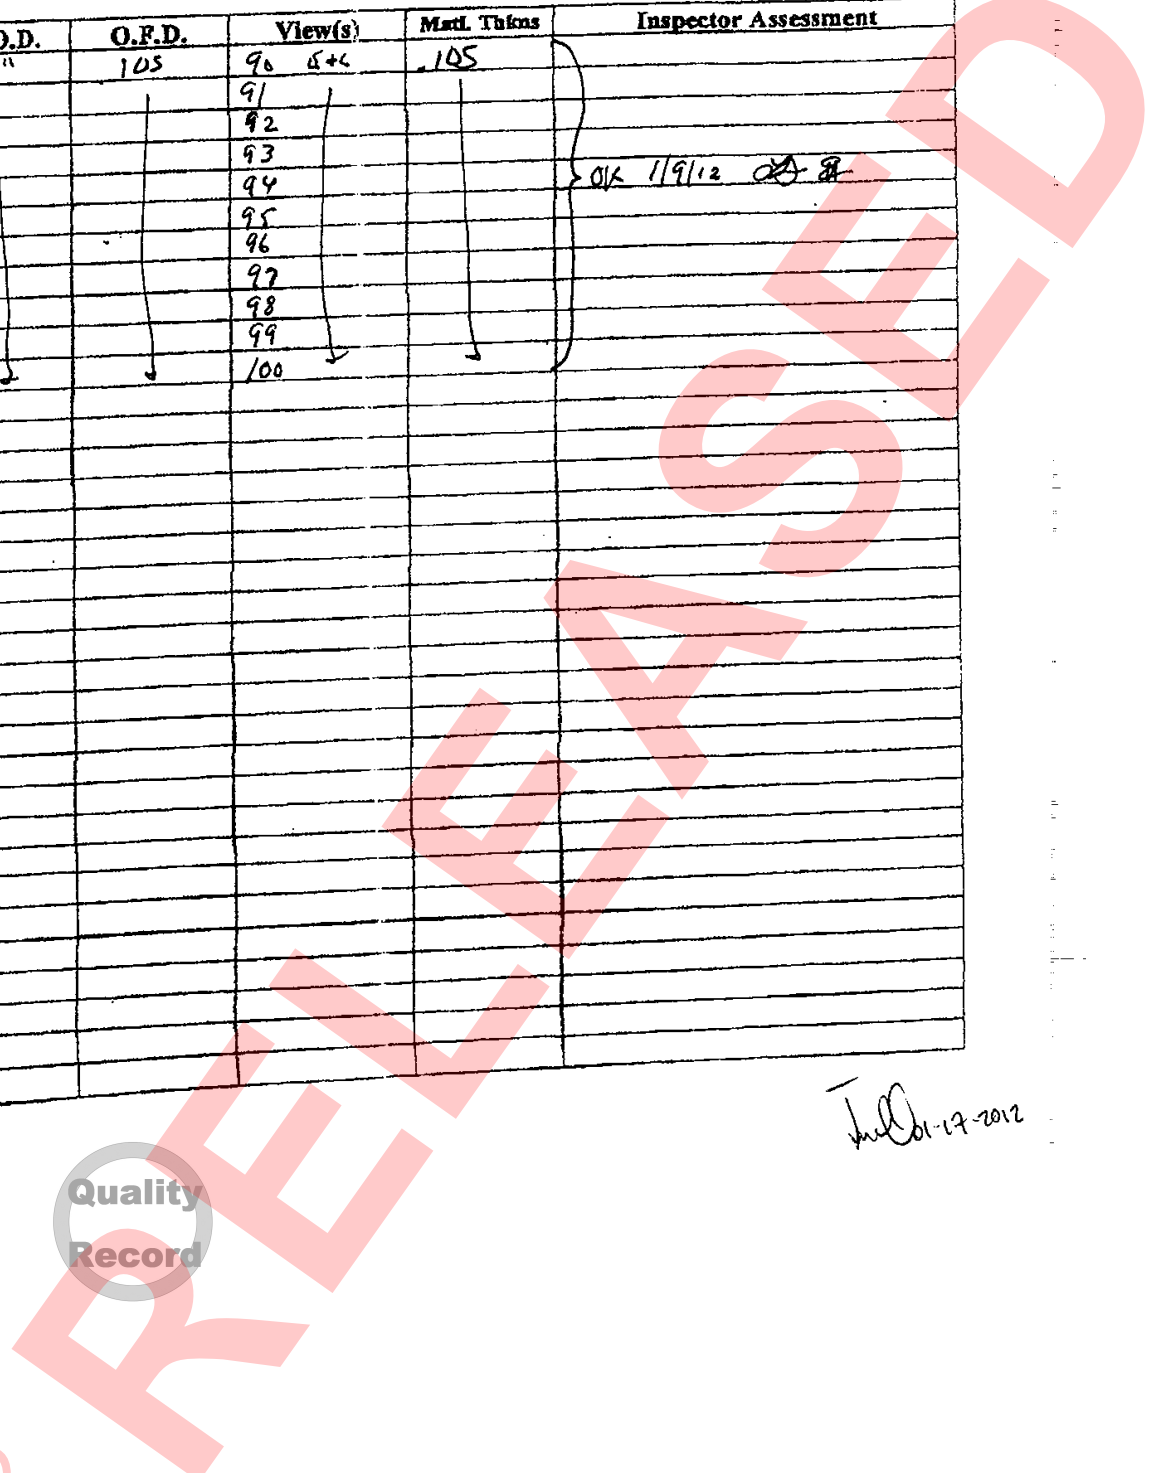 O.D. O.F.D. View(s) Matl. Thkns Inspector Assessment
" 105 90 .105
91
92
93
94 OK 1/9/12
95
96
97
98
99
100
01-17-2012
Quality
Record
RELEASED